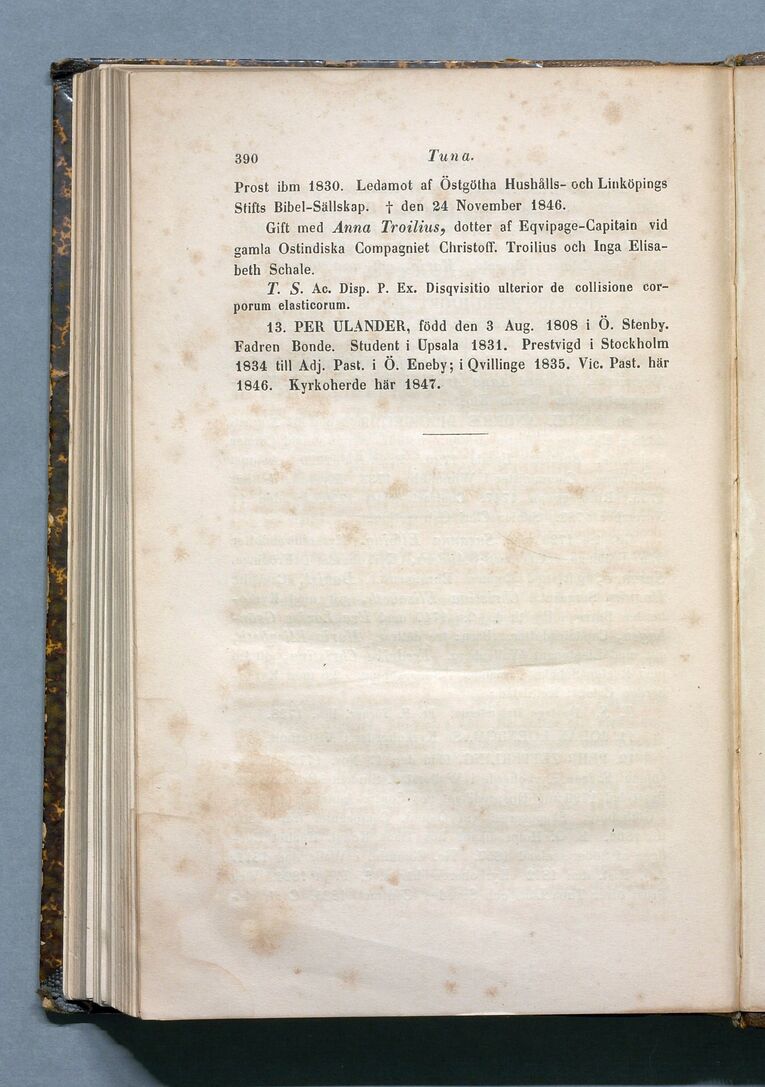 390 Tuna.
Prost ibm 1830. Ledamot af Östgötha Hushålls- och Linköpings
Stifts Bibel-Sällskap. † den 24 November 1846.
Gift med Anna Troilius, dotter af Eqvipage-Capitain vid
gamla Ostindiska Compagniet Christoff. Troilius och Inga Elisa-
beth Schale.
T. S. Ac. Disp. P. Ex. Disqvisitio ulterior de collisione cor-
porum elasticorum.
13. PER ULANDER, född den 3 Aug. 1808 i Ö. Stenby.
Fadren Bonde. Student i Upsala 1831. Prestvigd i Stockholm
1834 till Adj. Past. i Ö. Eneby; i Qvillinge 1835. Vic. Past. här
1846. Kyrkoherde här 1847.